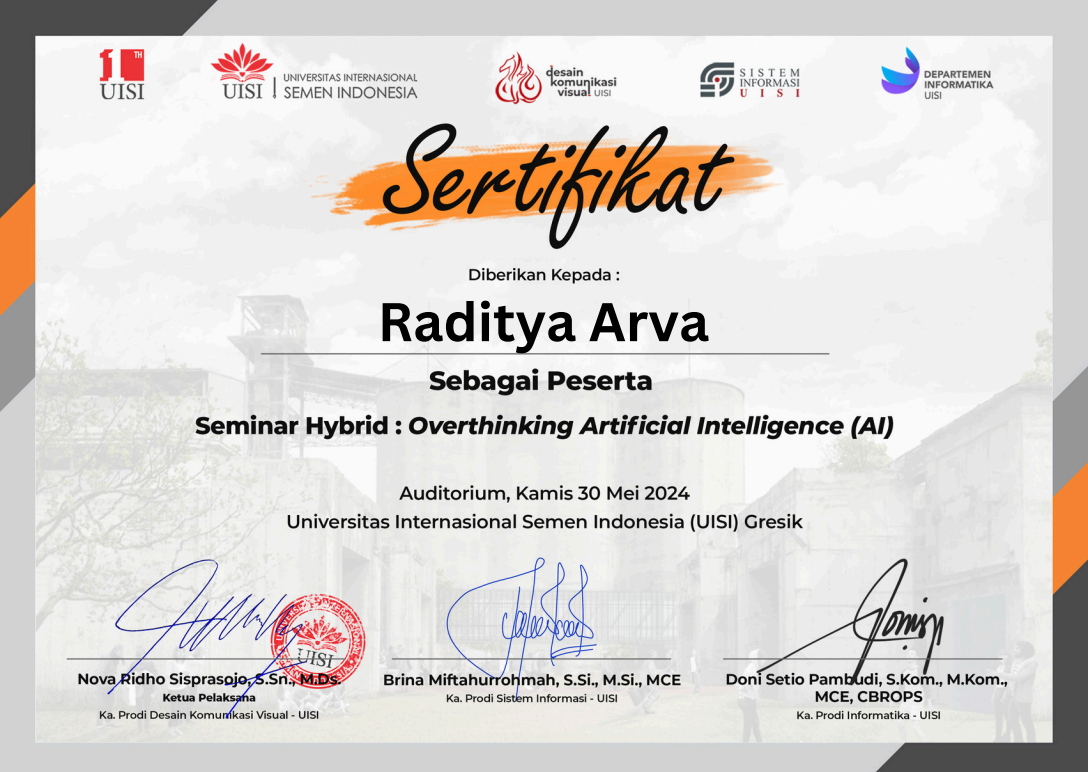 11TH
UISI
UISI
UNIVERSITAS INTERNASIONAL
SEMEN INDONESIA
desain
komunikasi
visual UISI
SISTEM
INFORMASI
UISI
DEPARTEMEN
INFORMATIKA
UISI
Sertifikat
Diberikan Kepada :
Raditya Arva
Sebagai Peserta
Seminar Hybrid : Overthinking Artificial Intelligence (AI)
Auditorium, Kamis 30 Mei 2024
Universitas Internasional Semen Indonesia (UISI) Gresik
UISI
Nova Ridho Sisprasojo, S.Sn., M.Ds.
Ketua Pelaksana
Ka. Prodi Desain Komunikasi Visual - UISI
Brina Miftahurrohmah, S.Si., M.Si., MCE
Ka. Prodi Sistem Informasi - UISI
Doni Setio Pambudi, S.Kom., M.Kom.,
MCE, CBROPS
Ka. Prodi Informatika - UISI